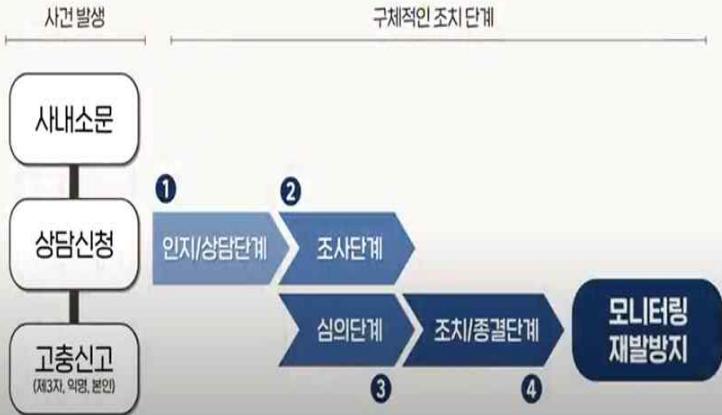 사건 발생
구체적인 조치 단계
사내소문
상담신청
고충신고
(제3자, 익명, 본인)
1
인지/상담단계
2
조사단계
심의단계
3
조치/종결단계
4
모니터링
재발방지